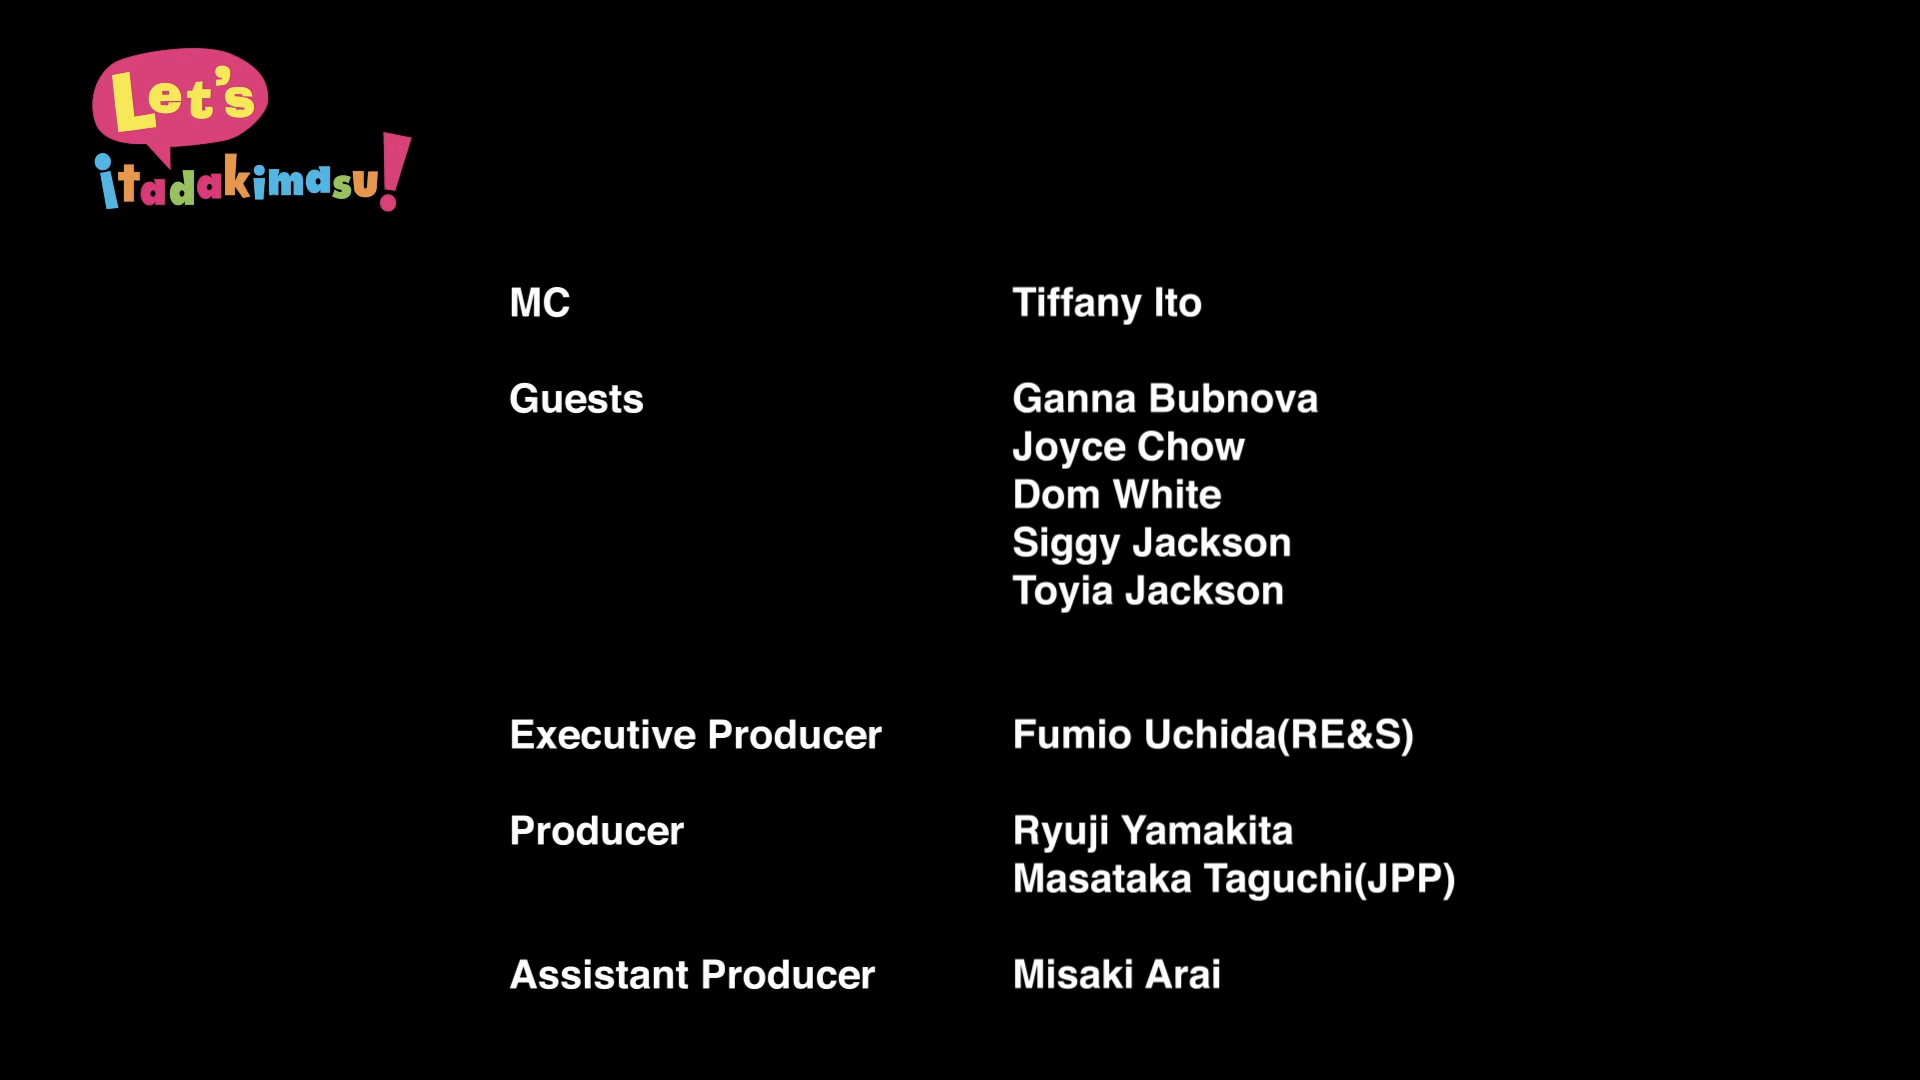 Let's
itadakimasu!
MC Tiffany Ito
Guests Ganna Bubnova
Joyce Chow
Dom White
Siggy Jackson
Toyia Jackson
Executive Producer Fumio Uchida(RE&S)
Producer Ryuji Yamakita
Masataka Taguchi(JPP)
Assistant Producer Misaki Arai